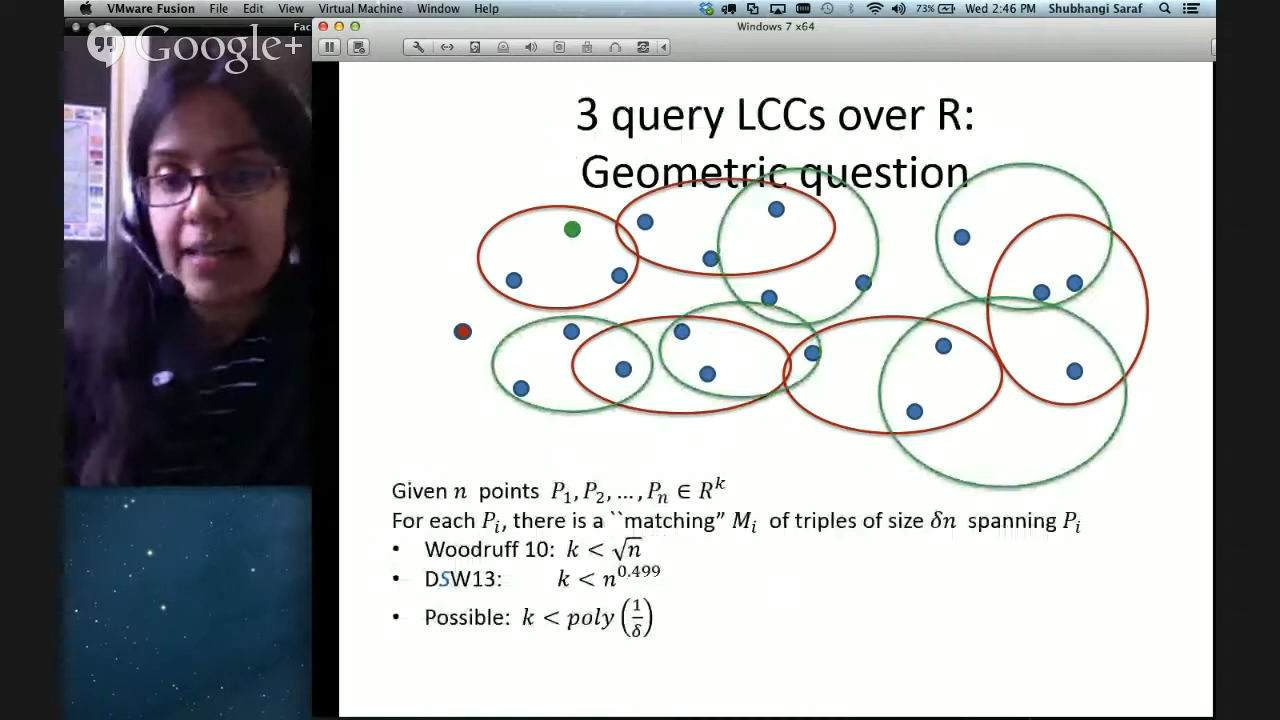 VMware Fusion File Edit View Virtual Machine Window Help 73% Wed 2:46 PM Shubhangi Saraf
Fac
Windows 7 x64
Google+
3 query LCCs over R:
Geometric question
Given n points P₁, P₂, …, Pₙ ∈ Rᵏ
For each Pᵢ, there is a ``matching” Mᵢ of triples of size δn spanning Pᵢ
• Woodruff 10: k < √n
• DSW13: k < n^0.499
• Possible: k < poly(1/δ)